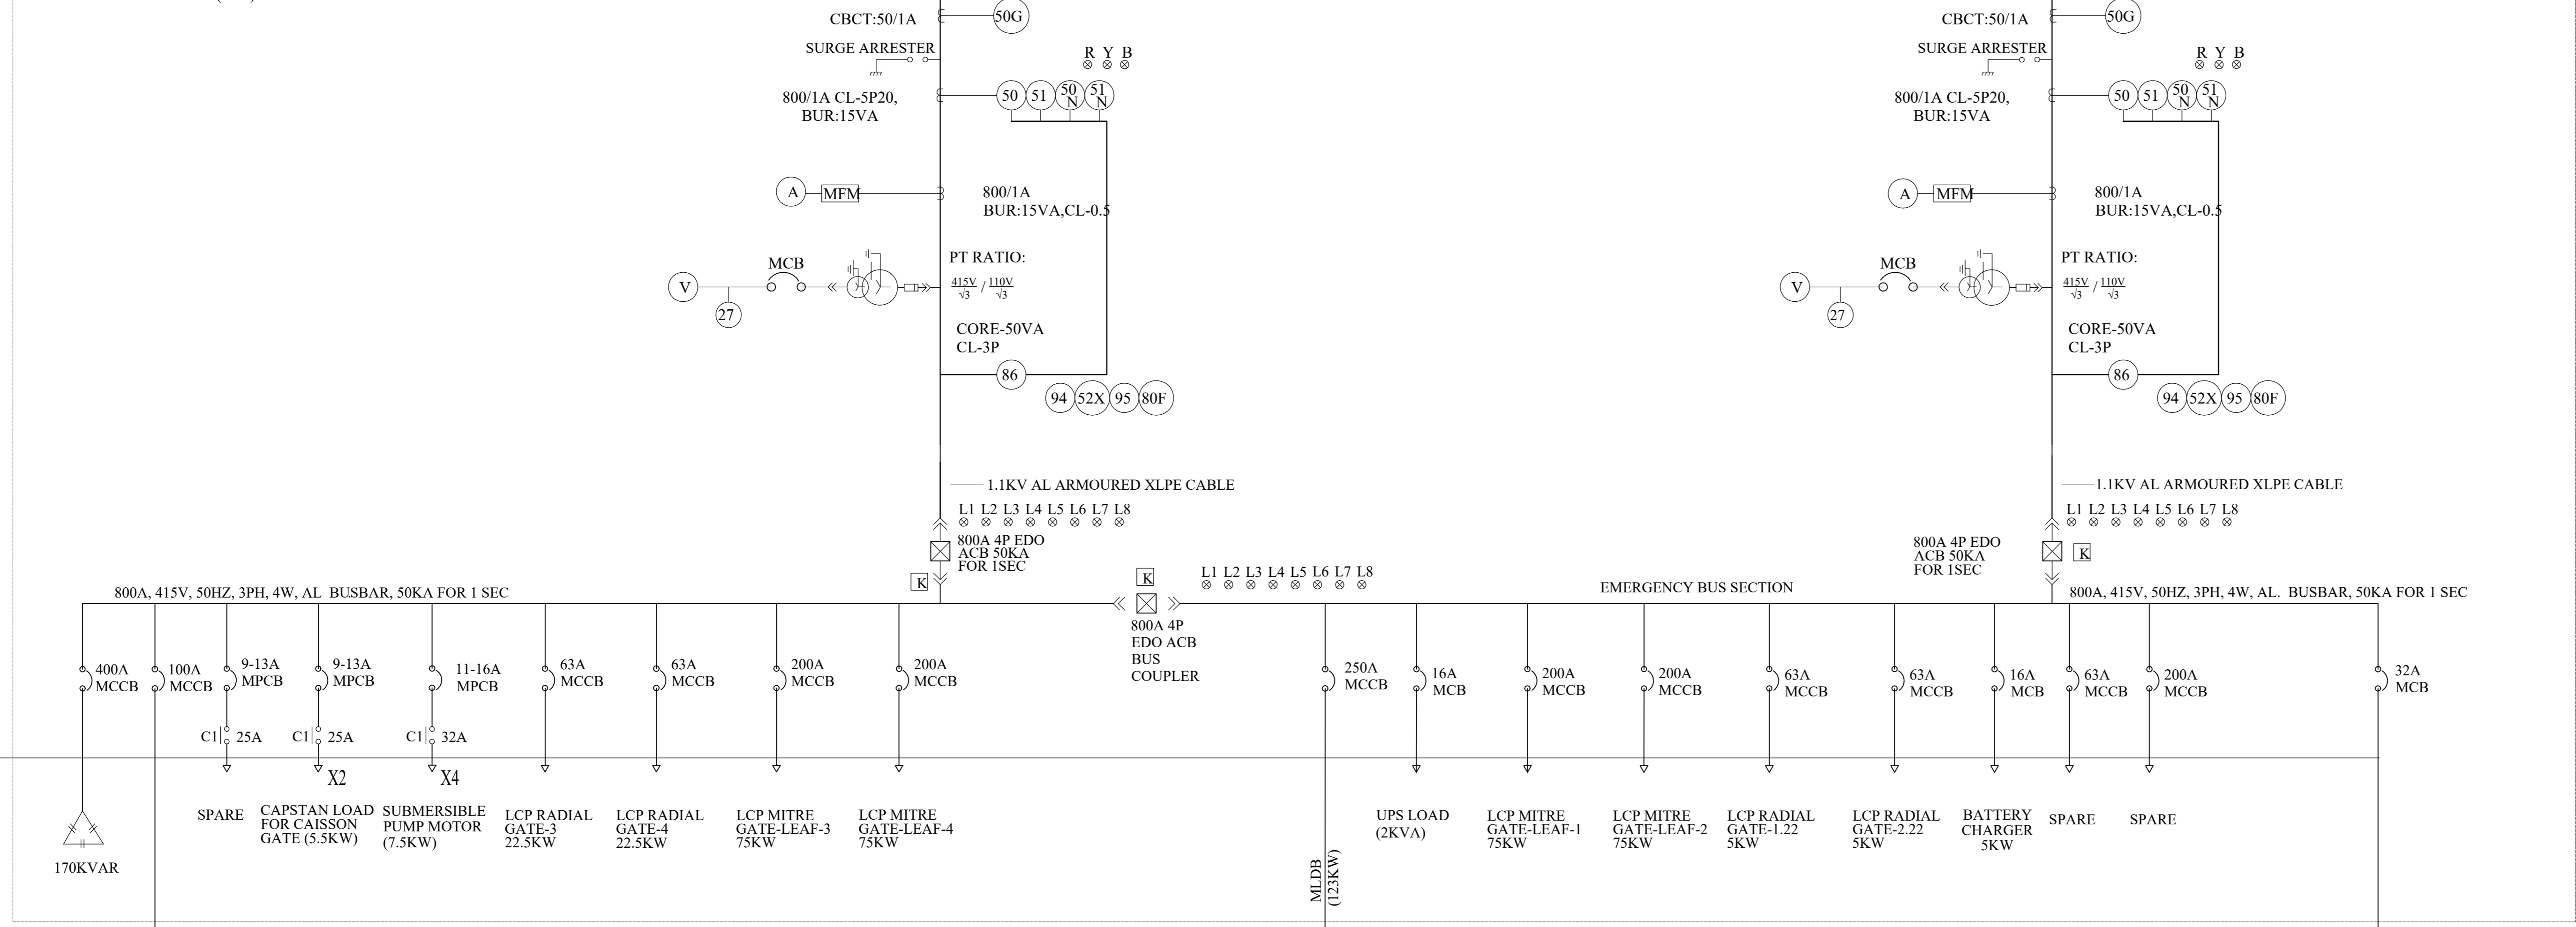 CBCT:50/1A
50G
SURGE ARRESTER
R Y B
800/1A CL-5P20,
BUR:15VA
50
51
50
N
51
N
A
MFM
800/1A
BUR:15VA,CL-0.5
PT RATIO:
MCB
V
27
415V
√3
/
110V
√3
CORE-50VA
CL-3P
86
94
52X
95
80F
1.1KV AL ARMOURED XLPE CABLE
L1 L2 L3 L4 L5 L6 L7 L8
800A 4P EDO
ACB 50KA
FOR 1SEC
K
CBCT:50/1A
50G
SURGE ARRESTER
R Y B
800/1A CL-5P20,
BUR:15VA
50
51
50
N
51
N
A
MFM
800/1A
BUR:15VA,CL-0.5
PT RATIO:
MCB
V
27
415V
√3
/
110V
√3
CORE-50VA
CL-3P
86
94
52X
95
80F
1.1KV AL ARMOURED XLPE CABLE
L1 L2 L3 L4 L5 L6 L7 L8
800A 4P EDO
ACB 50KA
FOR 1SEC
K
800A, 415V, 50HZ, 3PH, 4W, AL BUSBAR, 50KA FOR 1 SEC
K
L1 L2 L3 L4 L5 L6 L7 L8
800A 4P
EDO ACB
BUS
COUPLER
EMERGENCY BUS SECTION
800A, 415V, 50HZ, 3PH, 4W, AL. BUSBAR, 50KA FOR 1 SEC
400A
MCCB
100A
MCCB
9-13A
MPCB
9-13A
MPCB
11-16A
MPCB
63A
MCCB
63A
MCCB
200A
MCCB
200A
MCCB
250A
MCCB
16A
MCB
200A
MCCB
200A
MCCB
63A
MCCB
63A
MCCB
16A
MCB
63A
MCCB
200A
MCCB
32A
MCB
C1 25A
C1 25A
C1 32A
X2
X4
170KVAR
SPARE
CAPSTAN LOAD
FOR CAISSON
GATE (5.5KW)
SUBMERSIBLE
PUMP MOTOR
(7.5KW)
LCP RADIAL
GATE-3
22.5KW
LCP RADIAL
GATE-4
22.5KW
LCP MITRE
GATE-LEAF-3
75KW
LCP MITRE
GATE-LEAF-4
75KW
MLDB
(123KW)
UPS LOAD
(2KVA)
LCP MITRE
GATE-LEAF-1
75KW
LCP MITRE
GATE-LEAF-2
75KW
LCP RADIAL
GATE-1.22
5KW
LCP RADIAL
GATE-2.22
5KW
BATTERY
CHARGER
5KW
SPARE
SPARE